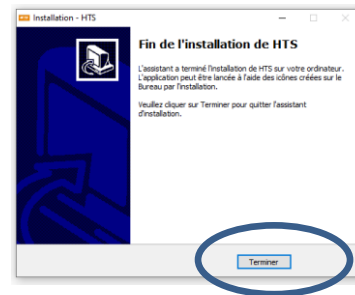 Installation - HTS
Fin de l'installation de HTS
L'assistant a terminé l'installation de HTS sur votre ordinateur.
L'application peut être lancée à l'aide des icônes créées sur le
Bureau par l'installation.
Veuillez cliquer sur Terminer pour quitter l'assistant
d'installation.
Terminer